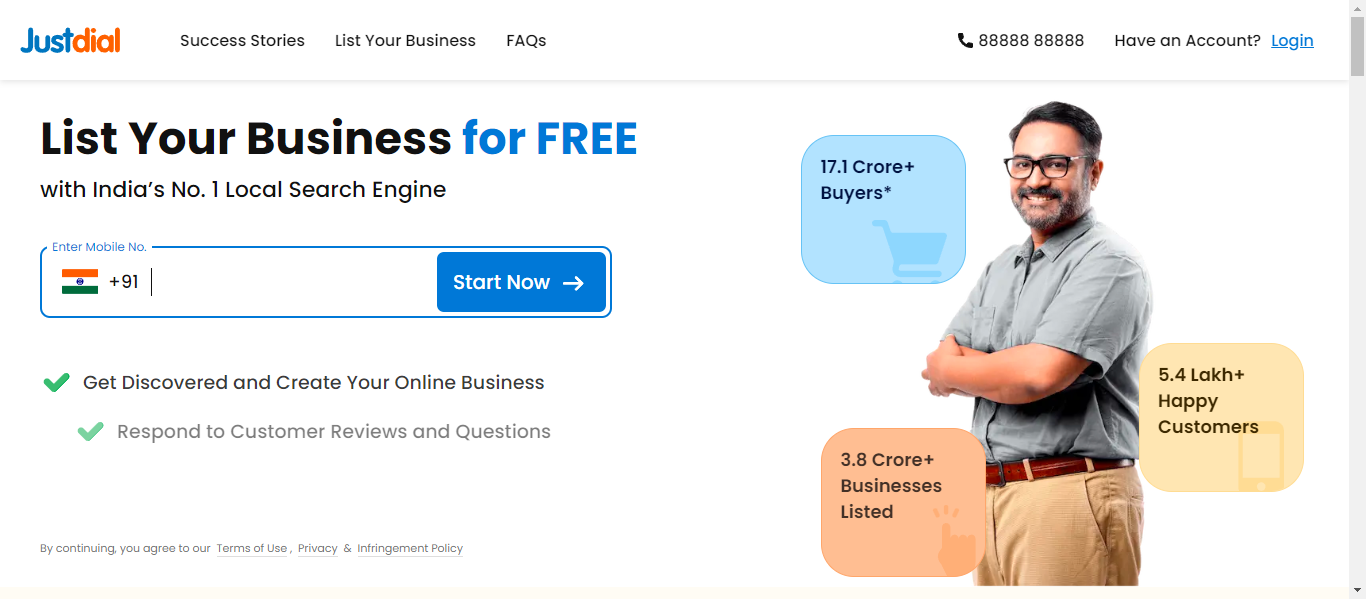 Justdial
Success Stories
List Your Business
FAQs
88888 88888
Have an Account? Login
List Your Business for FREE
with India’s No. 1 Local Search Engine
Enter Mobile No.
+91
Start Now
Get Discovered and Create Your Online Business
Respond to Customer Reviews and Questions
By continuing, you agree to our Terms of Use , Privacy & Infringement Policy
17.1 Crore+
Buyers*
5.4 Lakh+
Happy
Customers
3.8 Crore+
Businesses
Listed